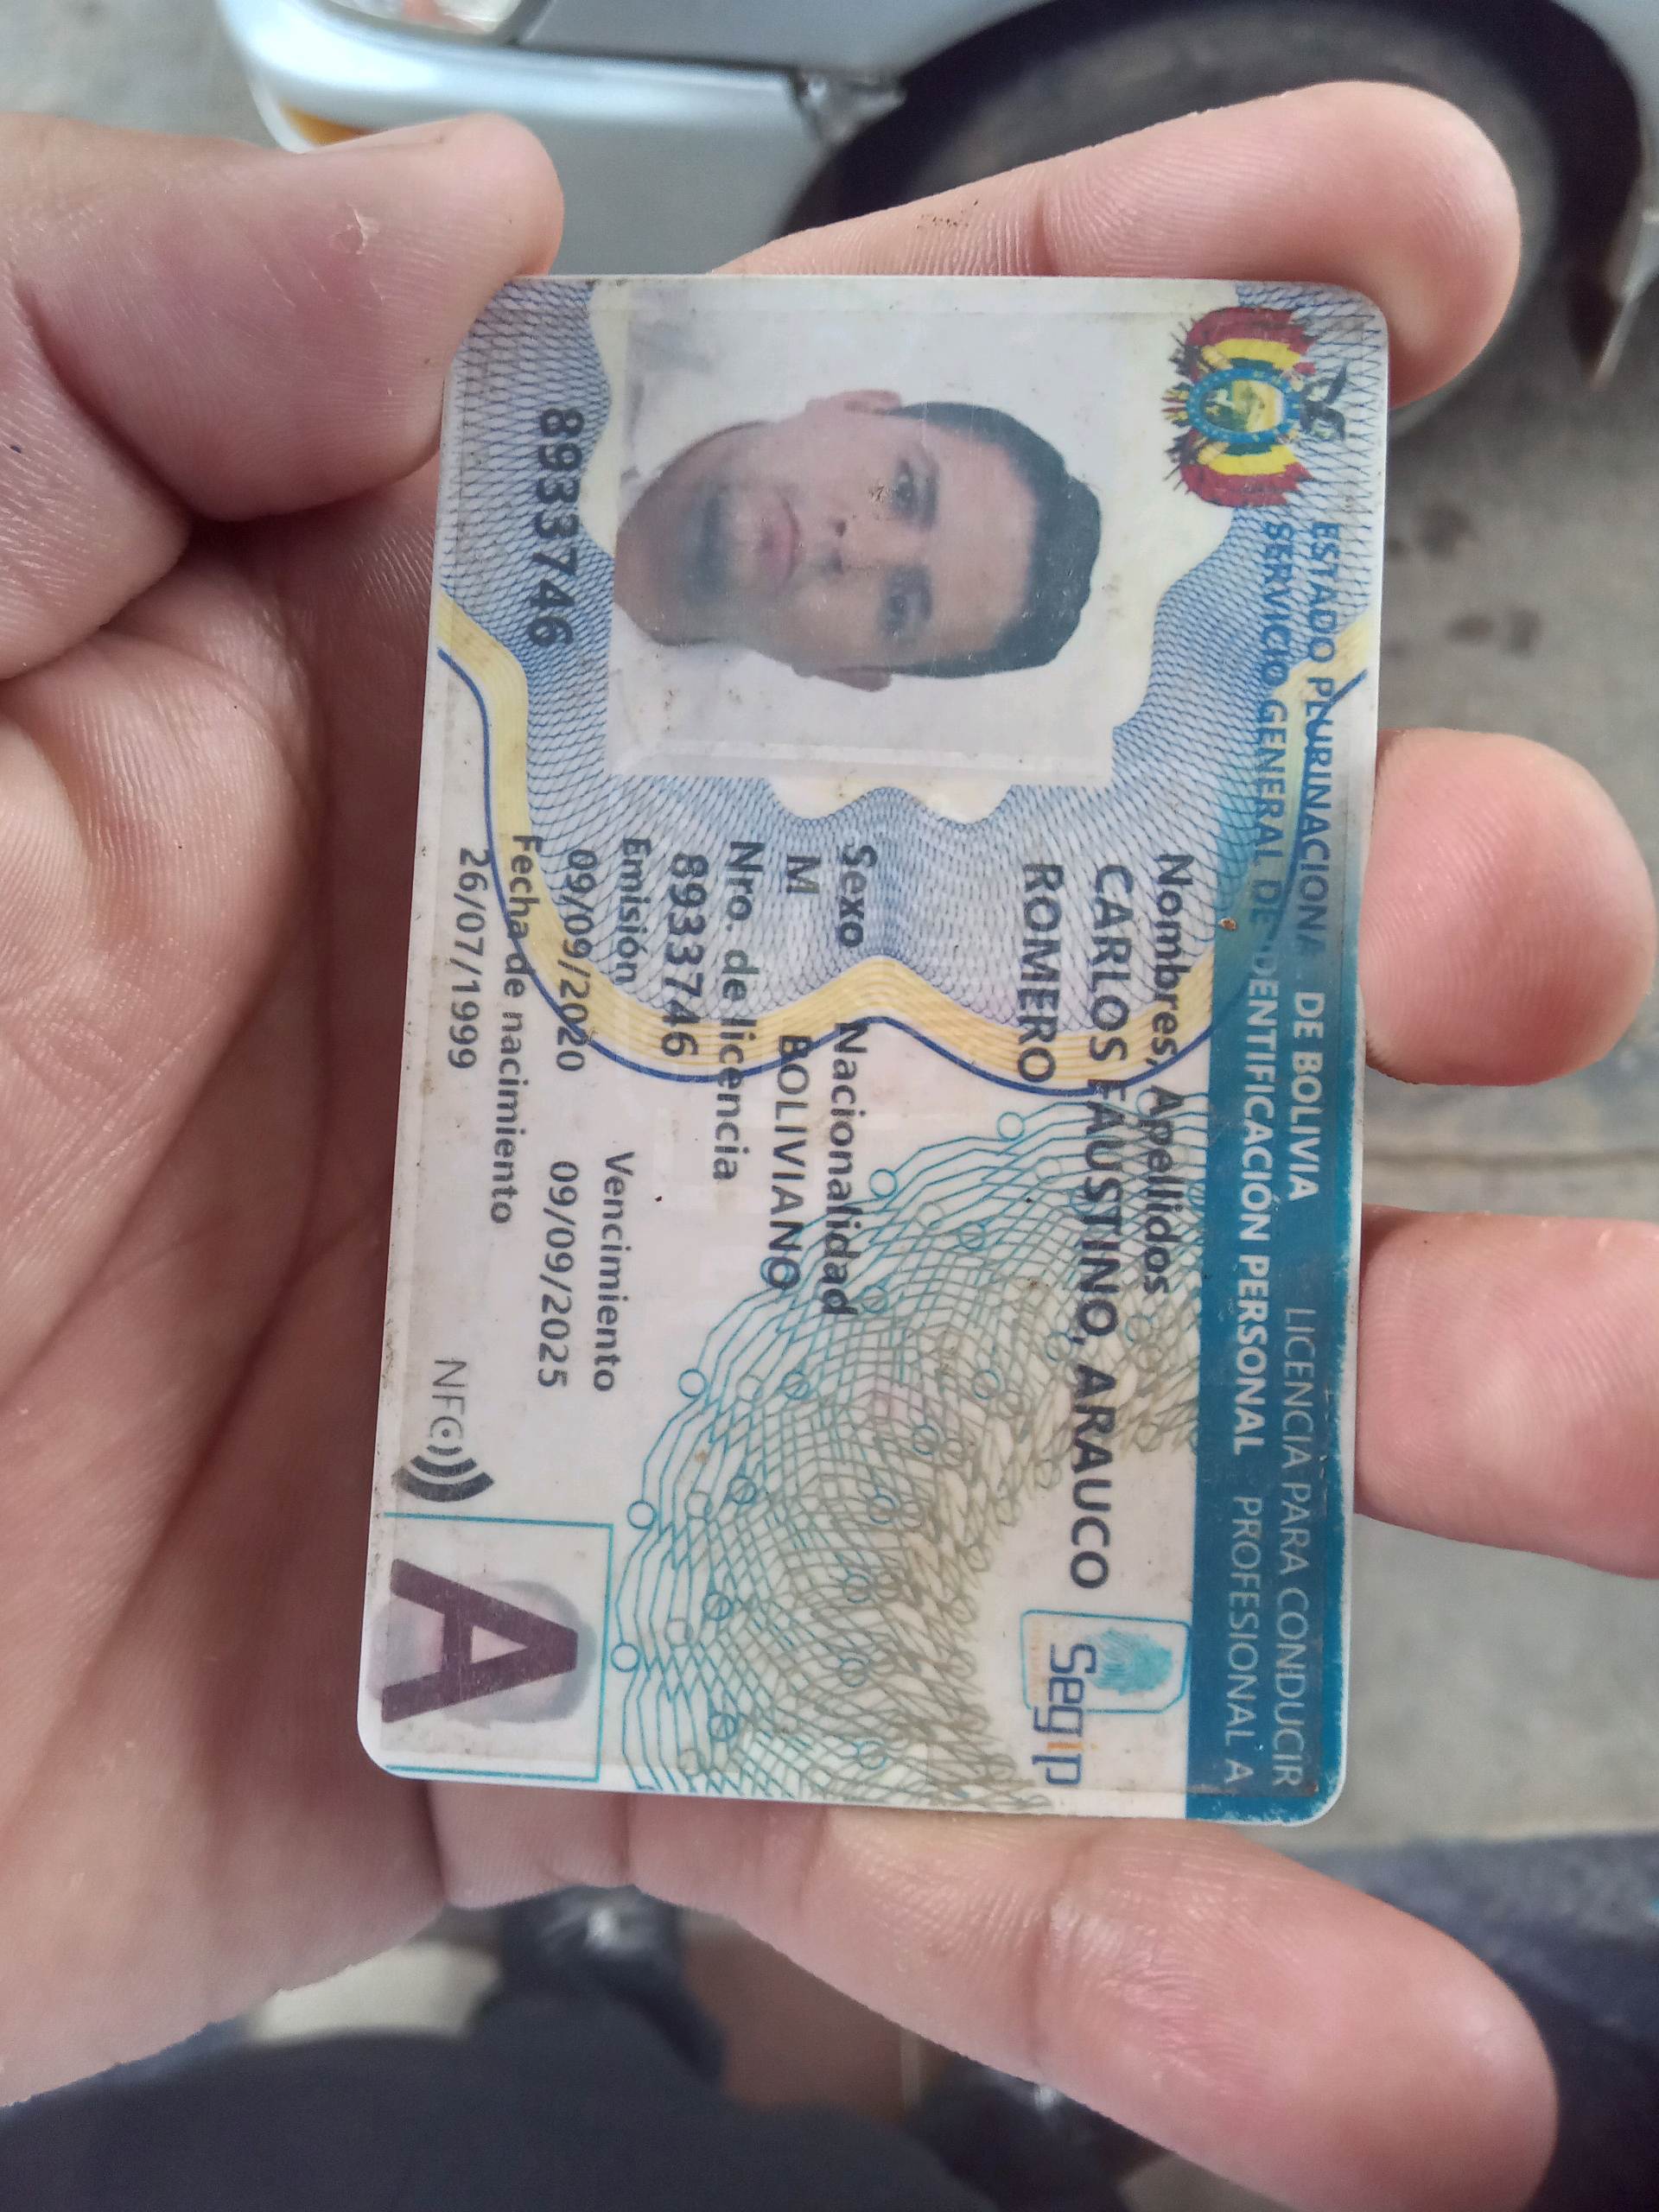 ESTADO PLURINACIONA DE BOLIVIA LICENCIA PARA CONDUCIR
SERVICIO GENERAL DE IDENTIFICACIÓN PERSONAL PROFESIONAL A
Nombres, Apellidos
CARLOS FAUSTINO, ARAUCO
ROMERO
Segip
Sexo Nacionalidad
M BOLIVIANO
Nro. de licencia
8933746
Emisión Vencimiento
09/09/2020 09/09/2025
Fecha de nacimiento
26/07/1999
8933746
NFC
A